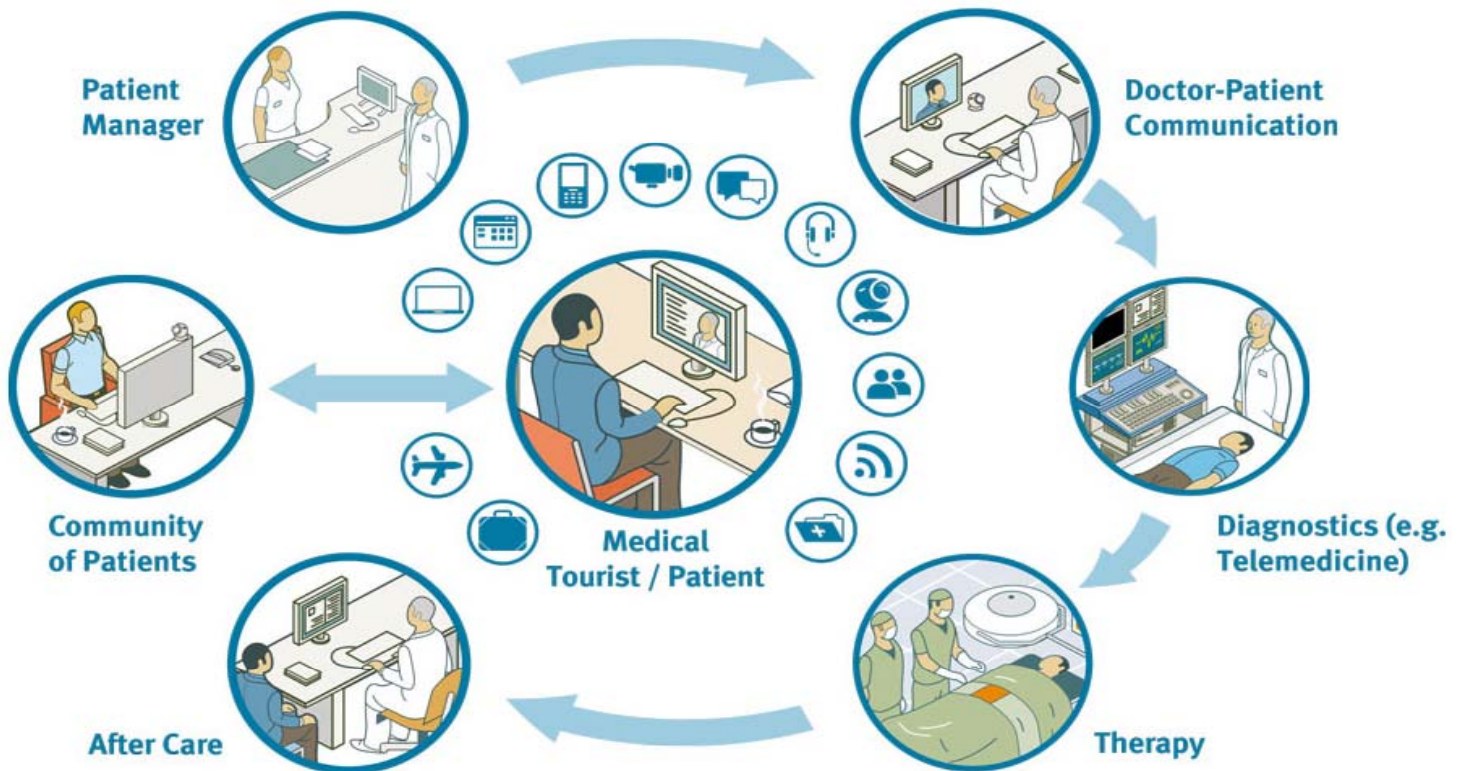 Patient
Manager
Doctor-Patient
Communication
Community
of Patients
Medical
Tourist / Patient
Diagnostics (e.g.
Telemedicine)
After Care
Therapy